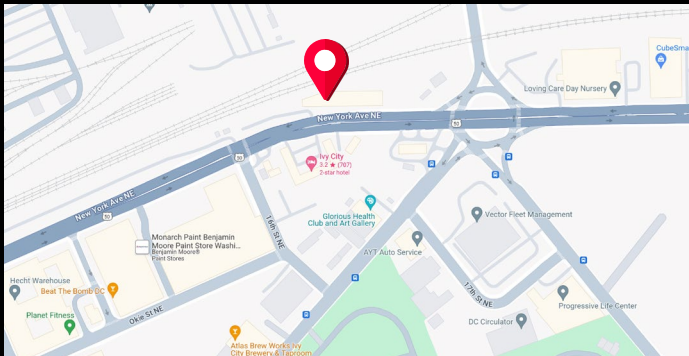 CubeSma
Loving Care Day Nursery
New York Ave NE
50
50
Ivy City
3.2 ★ (767)
2-star hotel
New York Ave NE
50
16th St NE
Glorious Health
Club and Art Gallery
Vector Fleet Management
Monarch Paint Benjamin
Moore Paint Store Washi...
Benjamin Moore®
Paint Stores
AYT Auto Service
Hecht Warehouse
Beat The Bomb DC
17th St NE
Progressive Life Center
Planet Fitness
Okie St NE
DC Circulator
Atlas Brew Works Ivy
City Brewery & Taproom